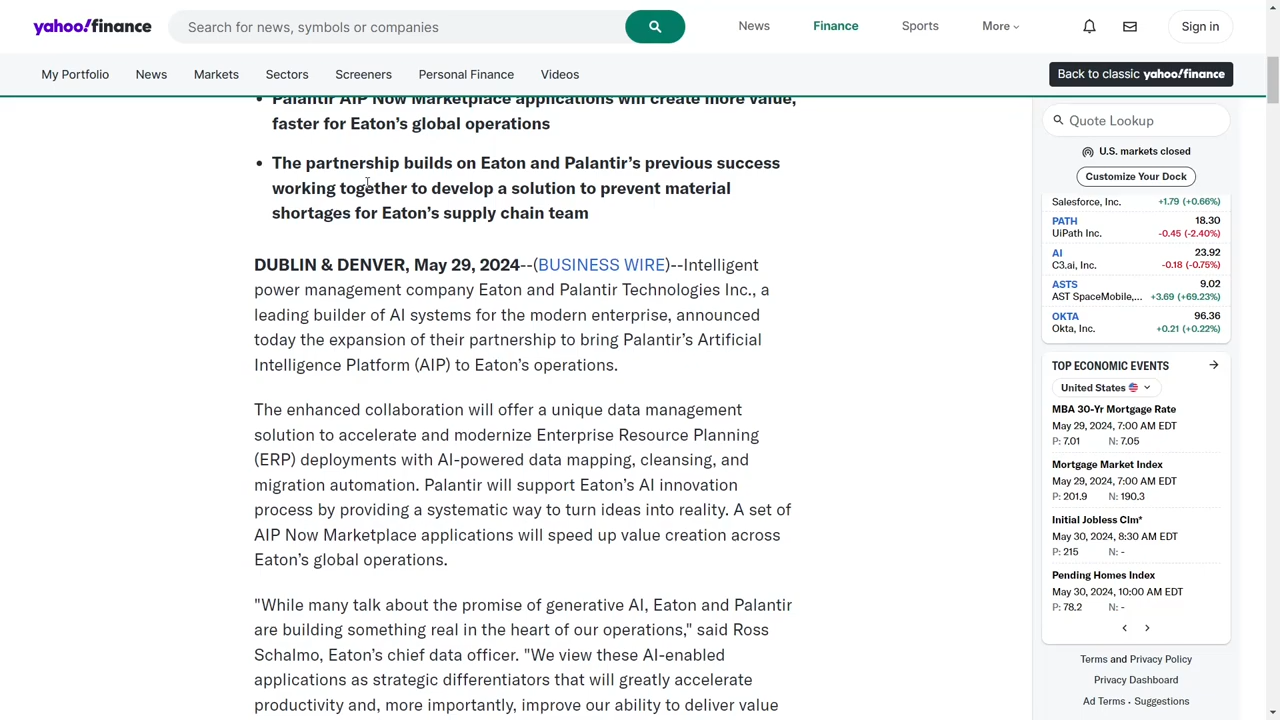 yahoo!finance
Search for news, symbols or companies
News
Finance
Sports
More
Sign in
My Portfolio
News
Markets
Sectors
Screeners
Personal Finance
Videos
Back to classic yahoo!finance
• Palantir AIP Now Marketplace applications will create more value,
faster for Eaton's global operations
• The partnership builds on Eaton and Palantir's previous success
working together to develop a solution to prevent material
shortages for Eaton's supply chain team
DUBLIN & DENVER, May 29, 2024--(BUSINESS WIRE)--Intelligent
power management company Eaton and Palantir Technologies Inc., a
leading builder of AI systems for the modern enterprise, announced
today the expansion of their partnership to bring Palantir's Artificial
Intelligence Platform (AIP) to Eaton's operations.
The enhanced collaboration will offer a unique data management
solution to accelerate and modernize Enterprise Resource Planning
(ERP) deployments with AI-powered data mapping, cleansing, and
migration automation. Palantir will support Eaton's AI innovation
process by providing a systematic way to turn ideas into reality. A set of
AIP Now Marketplace applications will speed up value creation across
Eaton's global operations.
"While many talk about the promise of generative AI, Eaton and Palantir
are building something real in the heart of our operations," said Ross
Schalmo, Eaton's chief data officer. "We view these AI-enabled
applications as strategic differentiators that will greatly accelerate
productivity and, more importantly, improve our ability to deliver value
Quote Lookup
U.S. markets closed
Customize Your Dock
Salesforce, Inc. +1.79 (+0.66%)
PATH 18.30
UiPath Inc. -0.45 (-2.40%)
AI 23.92
C3.ai, Inc. -0.18 (-0.75%)
ASTS 9.02
AST SpaceMobile,... +3.69 (+69.23%)
OKTA 96.36
Okta, Inc. +0.21 (+0.22%)
TOP ECONOMIC EVENTS
United States
MBA 30-Yr Mortgage Rate
May 29, 2024, 7:00 AM EDT
P: 7.01 N: 7.05
Mortgage Market Index
May 29, 2024, 7:00 AM EDT
P: 201.9 N: 190.3
Initial Jobless Clm*
May 30, 2024, 8:30 AM EDT
P: 215 N: -
Pending Homes Index
May 30, 2024, 10:00 AM EDT
P: 78.2 N: -
Terms and Privacy Policy
Privacy Dashboard
Ad Terms • Suggestions